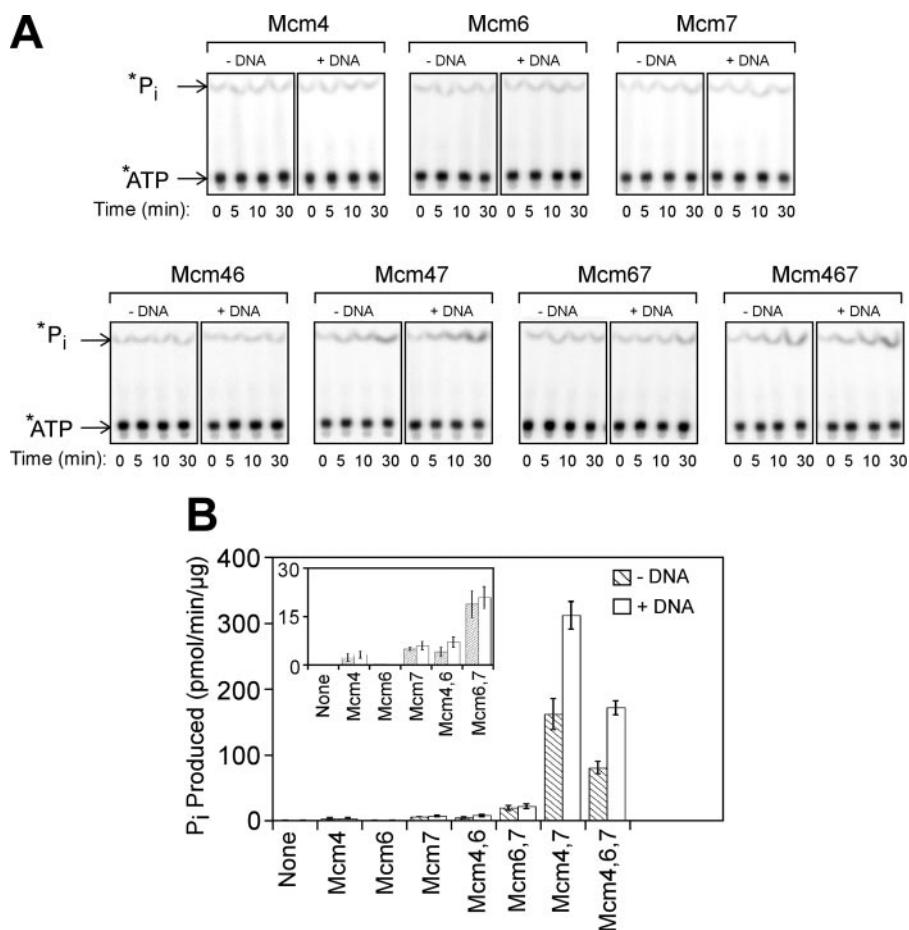 A
Mcm4 Mcm6 Mcm7
- DNA + DNA - DNA + DNA - DNA + DNA
*Pi
*ATP
Time (min): 0 5 10 30 0 5 10 30 0 5 10 30 0 5 10 30 0 5 10 30 0 5 10 30
Mcm46 Mcm47 Mcm67 Mcm467
- DNA + DNA - DNA + DNA - DNA + DNA - DNA + DNA
*Pi
*ATP
Time (min): 0 5 10 30 0 5 10 30 0 5 10 30 0 5 10 30 0 5 10 30 0 5 10 30 0 5 10 30 0 5 10 30
B
Pi Produced (pmol/min/µg)
400
300
200
100
0
30
15
0
None
Mcm4
Mcm6
Mcm7
Mcm4,6
Mcm6,7
- DNA
+ DNA
None
Mcm4
Mcm6
Mcm7
Mcm4,6
Mcm6,7
Mcm4,7
Mcm4,6,7